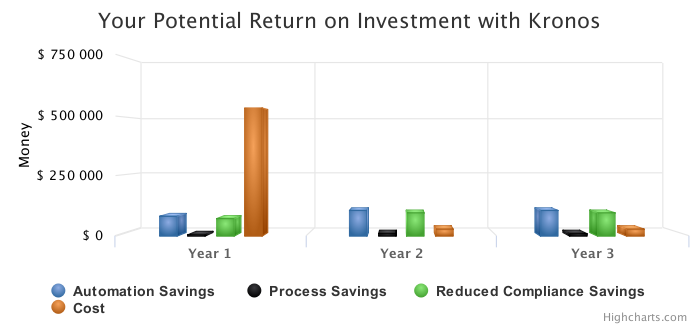 Your Potential Return on Investment with Kronos
$ 750 000
$ 500 000
$ 250 000
$ 0
Money
Year 1
Year 2
Year 3
Automation Savings
Process Savings
Reduced Compliance Savings
Cost
Highcharts.com